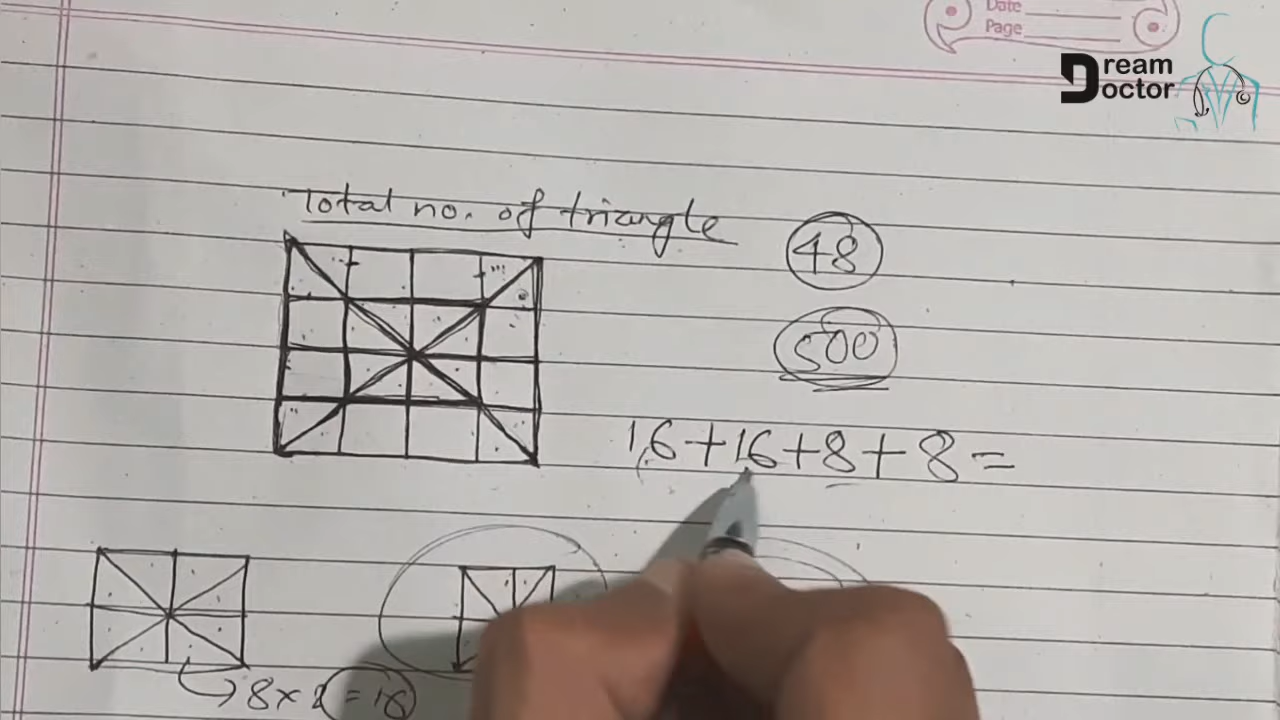 Date
Page
Dream
Doctor
Total no. of triangle
48
500
16+16+8+8=
8×2=16